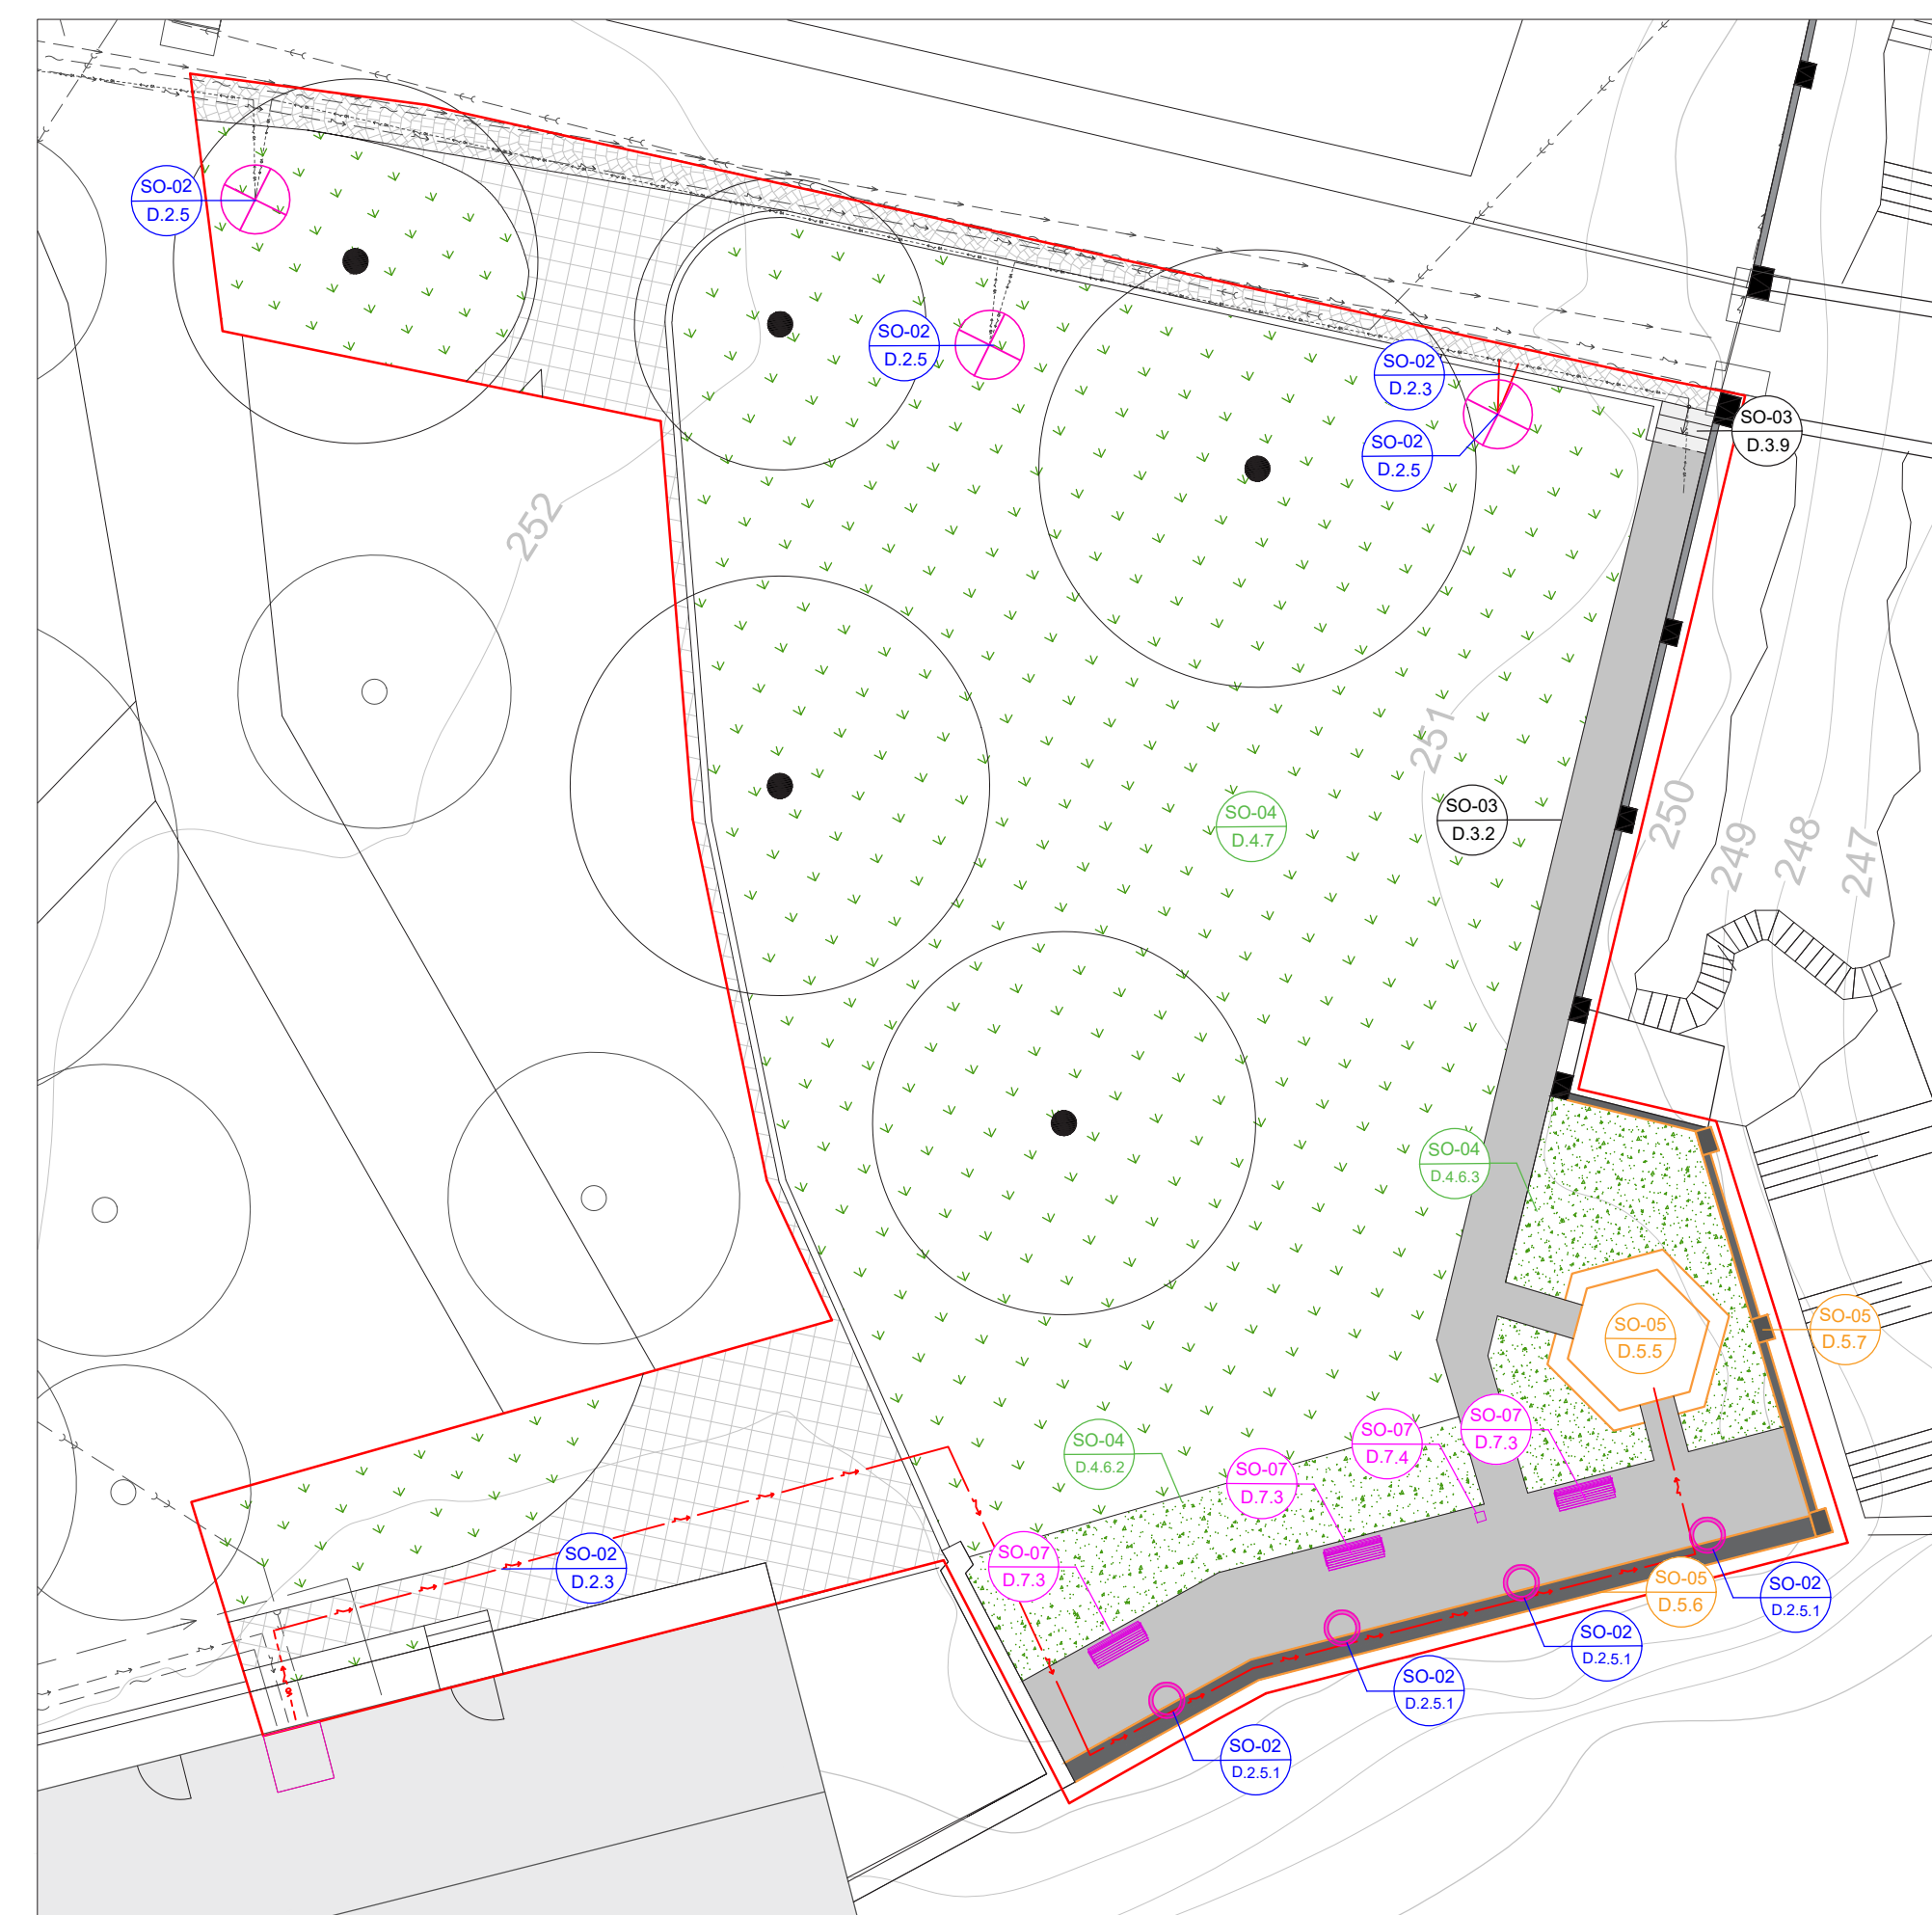 SO-02
D.2.5
SO-02
D.2.5
SO-02
D.2.3
SO-02
D.2.5
SO-03
D.3.9
252
251
250
249
248
247
SO-04
D.4.7
SO-03
D.3.2
SO-04
D.4.6.3
SO-05
D.5.5
SO-05
D.5.7
SO-04
D.4.6.2
SO-07
D.7.3
SO-07
D.7.4
SO-07
D.7.3
SO-07
D.7.3
SO-02
D.2.3
SO-05
D.5.6
SO-02
D.2.5.1
SO-02
D.2.5.1
SO-02
D.2.5.1
SO-02
D.2.5.1